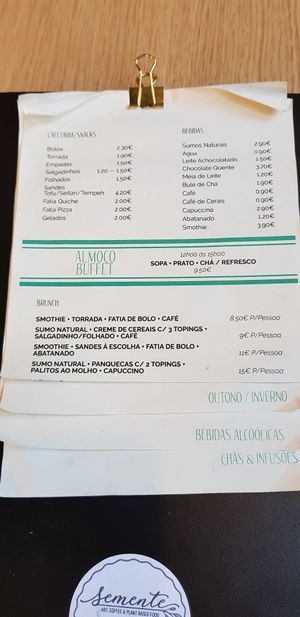 CAFETARIA/SNACKS
Bolos 2.30€
Torrada 1.90€
Empadas 1.50€
Salgadinhos 1.20 — 1.50€
Folhados 1.50€
Sandes
Tofu/Seitan/Tempeh 4.20€
Fatia Quiche 2.00€
Fatia Pizza 2.00€
Gelados 2.00€
BEBIDAS
Sumos Naturais 2.90€
Água 0.90€
Leite Achocolatado 1.50€
Chocolate Quente 3.70€
Meia de Leite 1.20€
Bule de Chá 1.90€
Café 0.90€
Café de Cereais 0.90€
Capuccino 2.90€
Abatanado 1.20€
Smothie 3.90€
ALMOÇO
BUFFET
12h00 às 15h00
SOPA • PRATO • CHÁ / REFRESCO
9.50€
BRUNCH
SMOTHIE • TORRADA • FATIA DE BOLO • CAFÉ 8.50€ P/Pessoa
SUMO NATURAL • CREME DE CEREAIS C/ 3 TOPINGS •
SALGADINHO/FOLHADO • CAFÉ 9€ P/Pessoa
SMOOTHIE • SANDES À ESCOLHA • FATIA DE BOLO •
ABATANADO 11€ P/Pessoa
SUMO NATURAL • PANQUECAS C/ 2 TOPINGS •
PALITOS AO MOLHO • CAPUCCINO 15€ P/Pessoa
OUTONO / INVERNO
BEBIDAS ALCOÓLICAS
CHÁS & INFUSÕES
Semente
ART, COFFEE & PLANT BASED FOOD